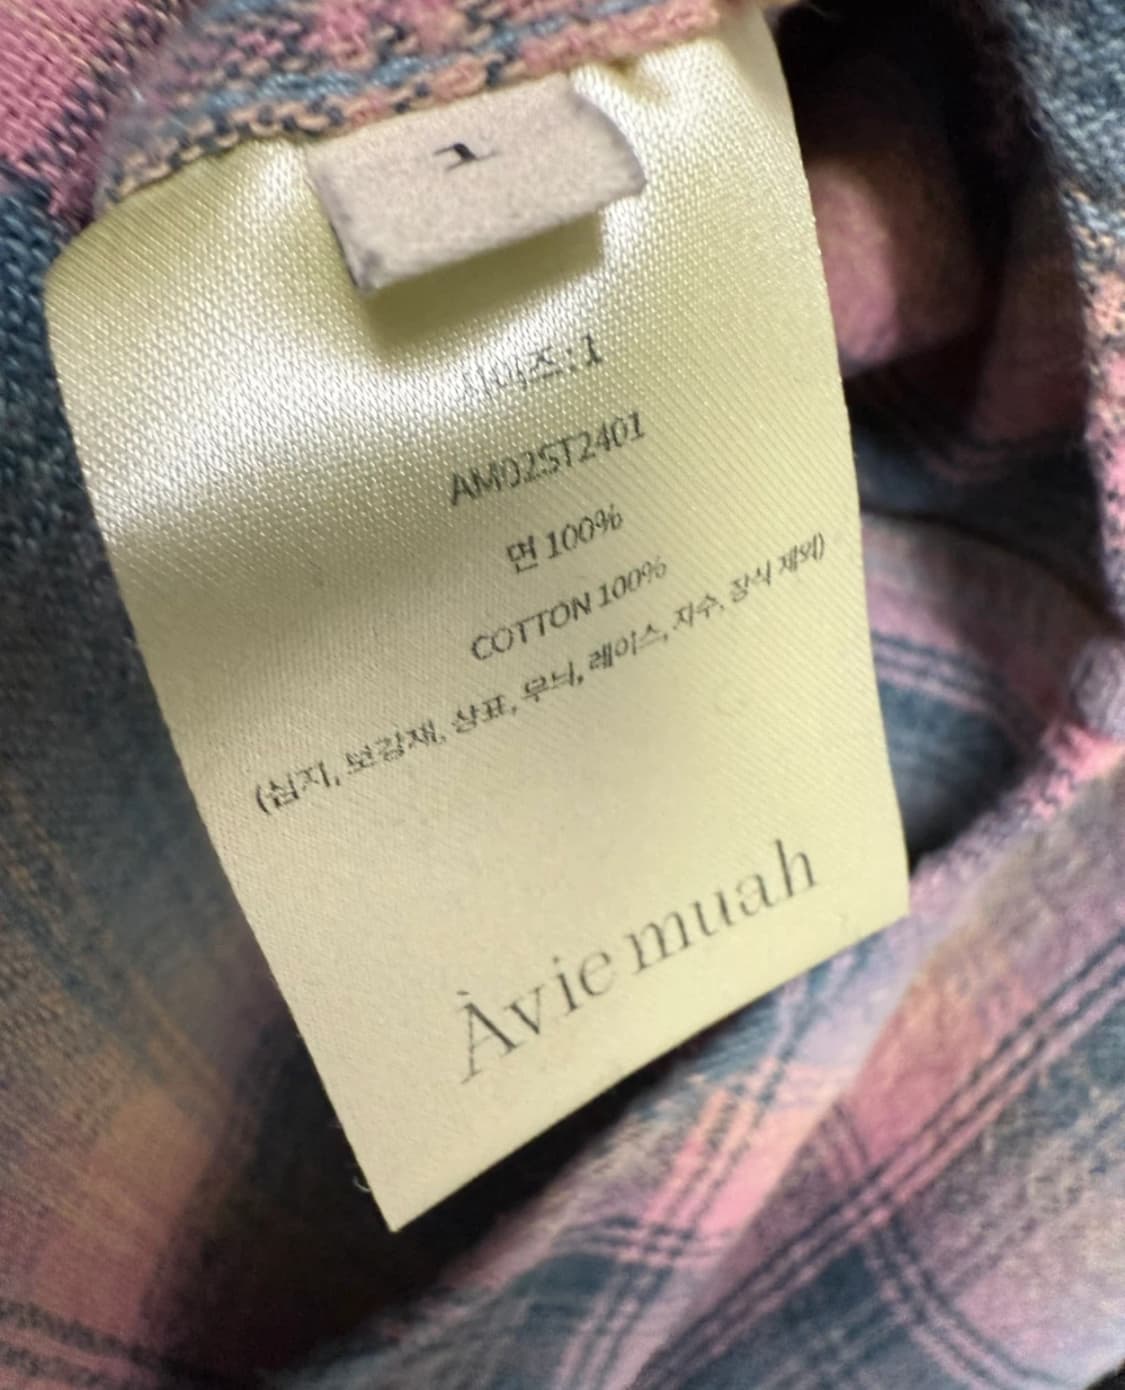 1
사이즈:1
AM02ST2401
면 100%
COTTON 100%
(심지, 보강재, 상표, 무늬, 레이스, 자수, 장식 제외)
Àvie muah